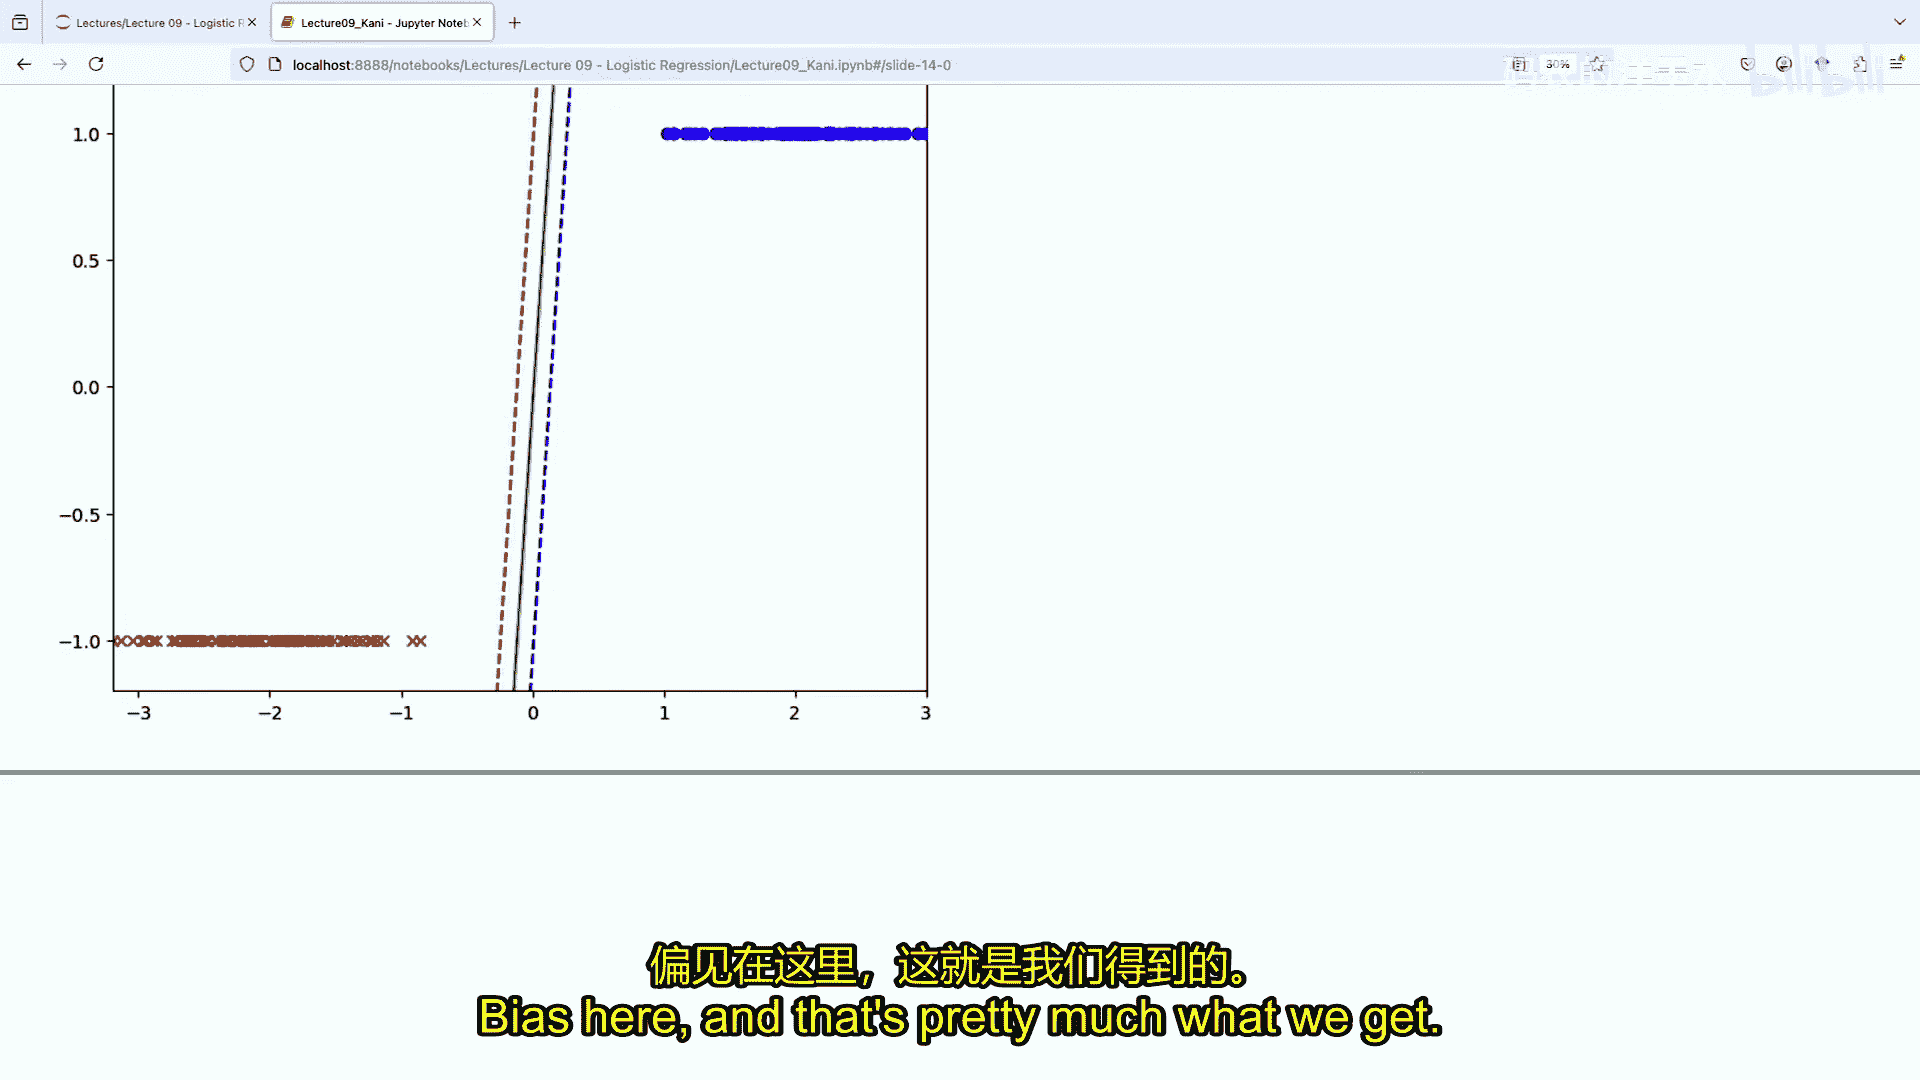 Lectures/Lecture 09 - Logistic R
Lecture09_Kani - Jupyter Noteb
localhost:8888/notebooks/Lectures/Lecture 09 - Logistic Regression/Lecture09_Kani.ipynb#/slide-14-0
30%
bilibili
1.0
0.5
0.0
−0.5
−1.0
−3
−2
−1
0
1
2
3
偏见在这里，这就是我们得到的。
Bias here, and that's pretty much what we get.